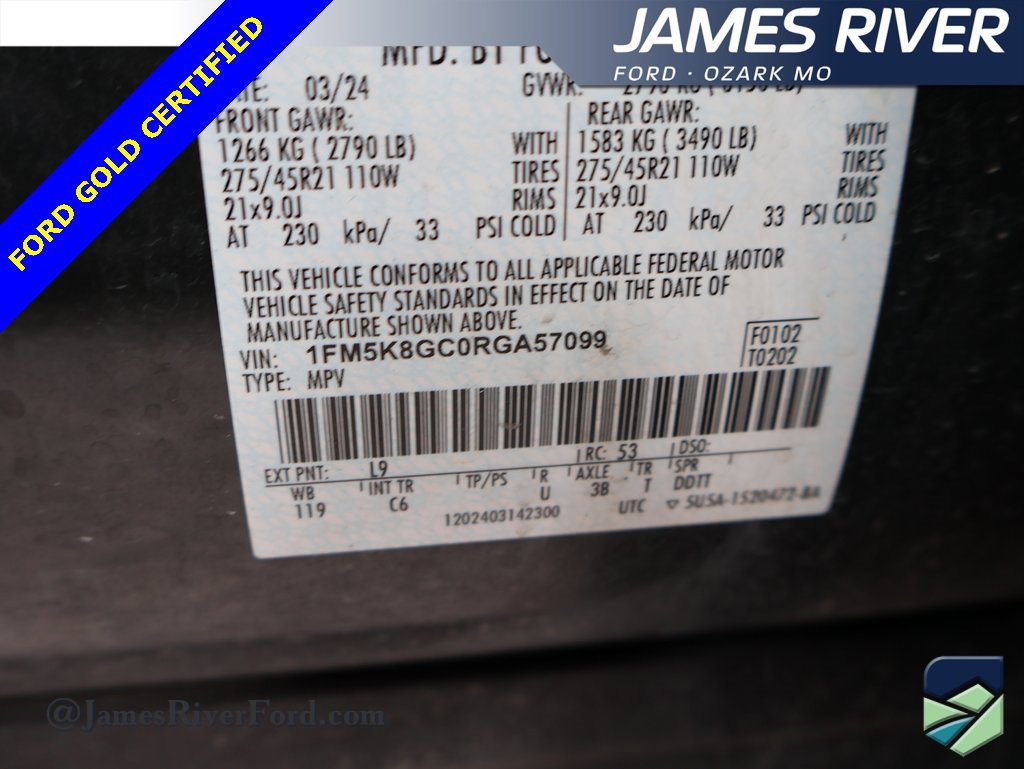 JAMES RIVER
FORD · OZARK MO
FORD GOLD CERTIFIED
MFD. BY
03/24 GVWR:
FRONT GAWR: REAR GAWR:
1266 KG ( 2790 LB) WITH 1583 KG ( 3490 LB) WITH
275/45R21 110W TIRES 275/45R21 110W TIRES
21x9.0J RIMS 21x9.0J RIMS
AT 230 kPa/ 33 PSI COLD AT 230 kPa/ 33 PSI COLD
THIS VEHICLE CONFORMS TO ALL APPLICABLE FEDERAL MOTOR
VEHICLE SAFETY STANDARDS IN EFFECT ON THE DATE OF
MANUFACTURE SHOWN ABOVE.
VIN: 1FM5K8GC0RGA57099 F0102
TYPE: MPV T0202
EXT PNT: L9 RC: 53 DSO:
WB INT TR TP/PS R AXLE TR SPR
119 C6 U 3B T DDTT
1202403142300 UTC ▽ 5U5A-1520472-BA
@JamesRiverFord.com